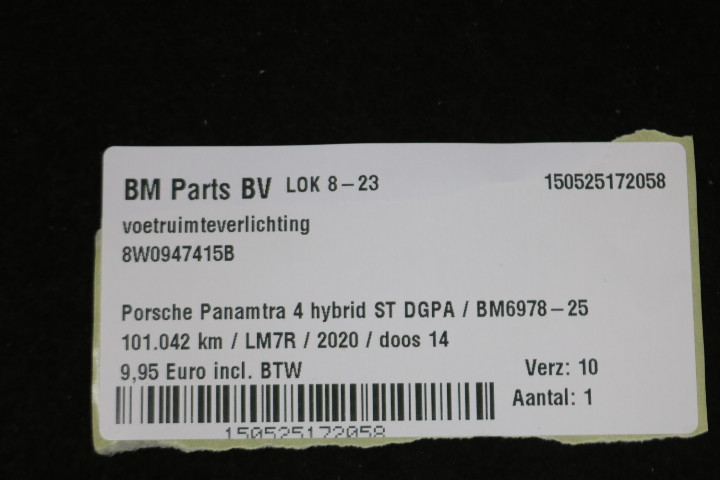 BM Parts BV LOK 8-23 150525172058
voetruimteverlichting
8W0947415B
Porsche Panamtra 4 hybrid ST DGPA / BM6978-25
101.042 km / LM7R / 2020 / doos 14
9,95 Euro incl. BTW Verz: 10
Aantal: 1
150525172058